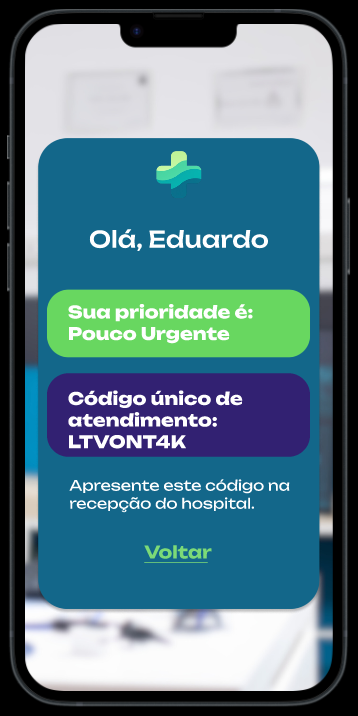 Olá, Eduardo
Sua prioridade é:
Pouco Urgente
Código único de
atendimento:
LTVONT4K
Apresente este código na
recepção do hospital.
Voltar